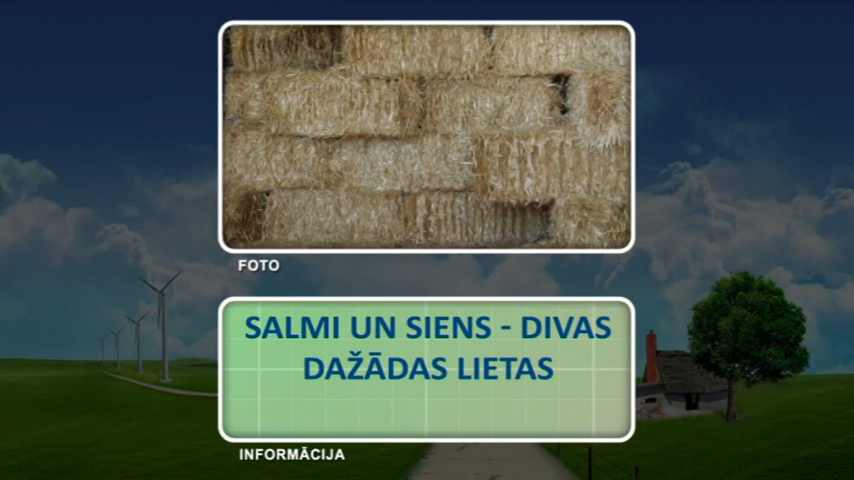 FOTO
SALMI UN SIENS - DIVAS
DAŽĀDAS LIETAS
INFORMĀCIJA